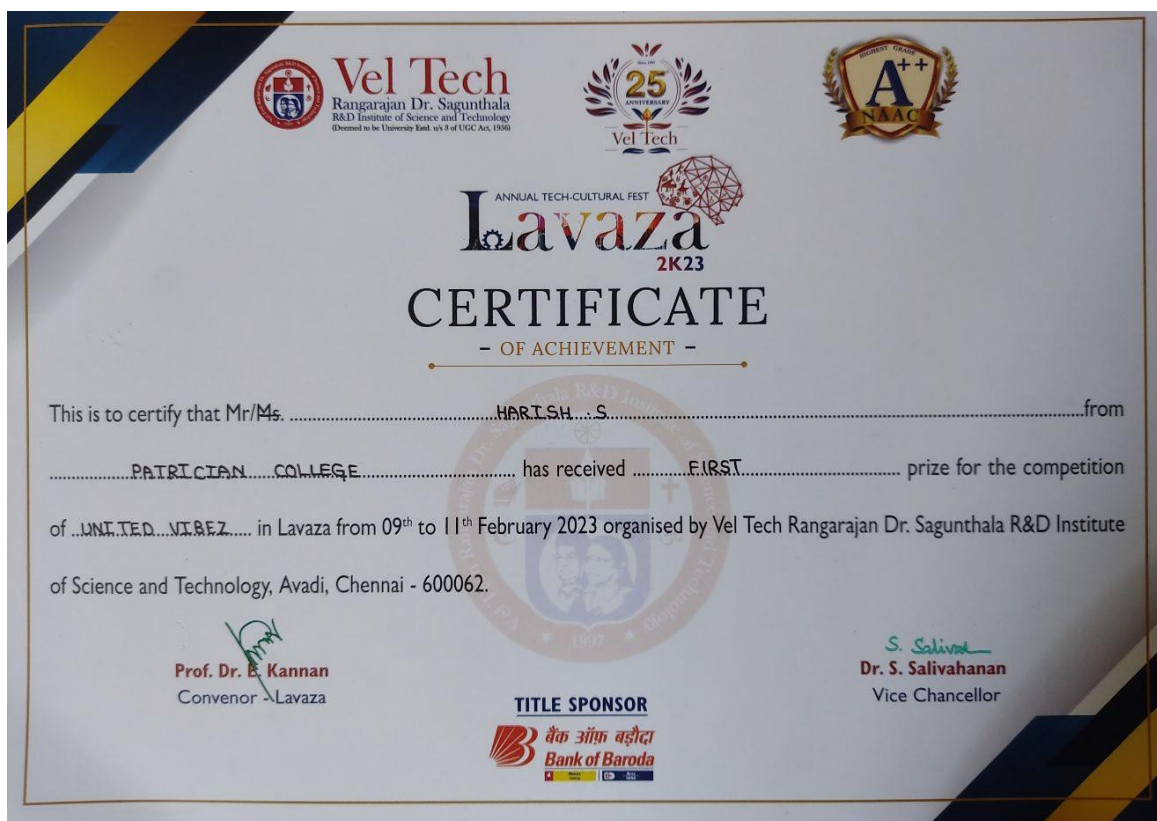 Vel Tech
Rangarajan Dr. Sagunthala
R&D Institute of Science and Technology
(Deemed to be University Estd. u/s 3 of UGC Act, 1956)
Since 1997
25
ANNIVERSARY
Vel Tech
HIGHEST GRADE
A++
NAAC
ANNUAL TECH-CULTURAL FEST
Lavaza
2K23
CERTIFICATE
- OF ACHIEVEMENT -
This is to certify that Mr/Ms. HARISH . S from
PATRICIAN COLLEGE has received FIRST prize for the competition
of UNITED VIBEZ in Lavaza from 09th to 11th February 2023 organised by Vel Tech Rangarajan Dr. Sagunthala R&D Institute
of Science and Technology, Avadi, Chennai - 600062.
1997
S. Salival
Prof. Dr. E. Kannan
Convenor - Lavaza
Dr. S. Salivahanan
Vice Chancellor
TITLE SPONSOR
बैंक ऑफ़ बड़ौदा
Bank of Baroda